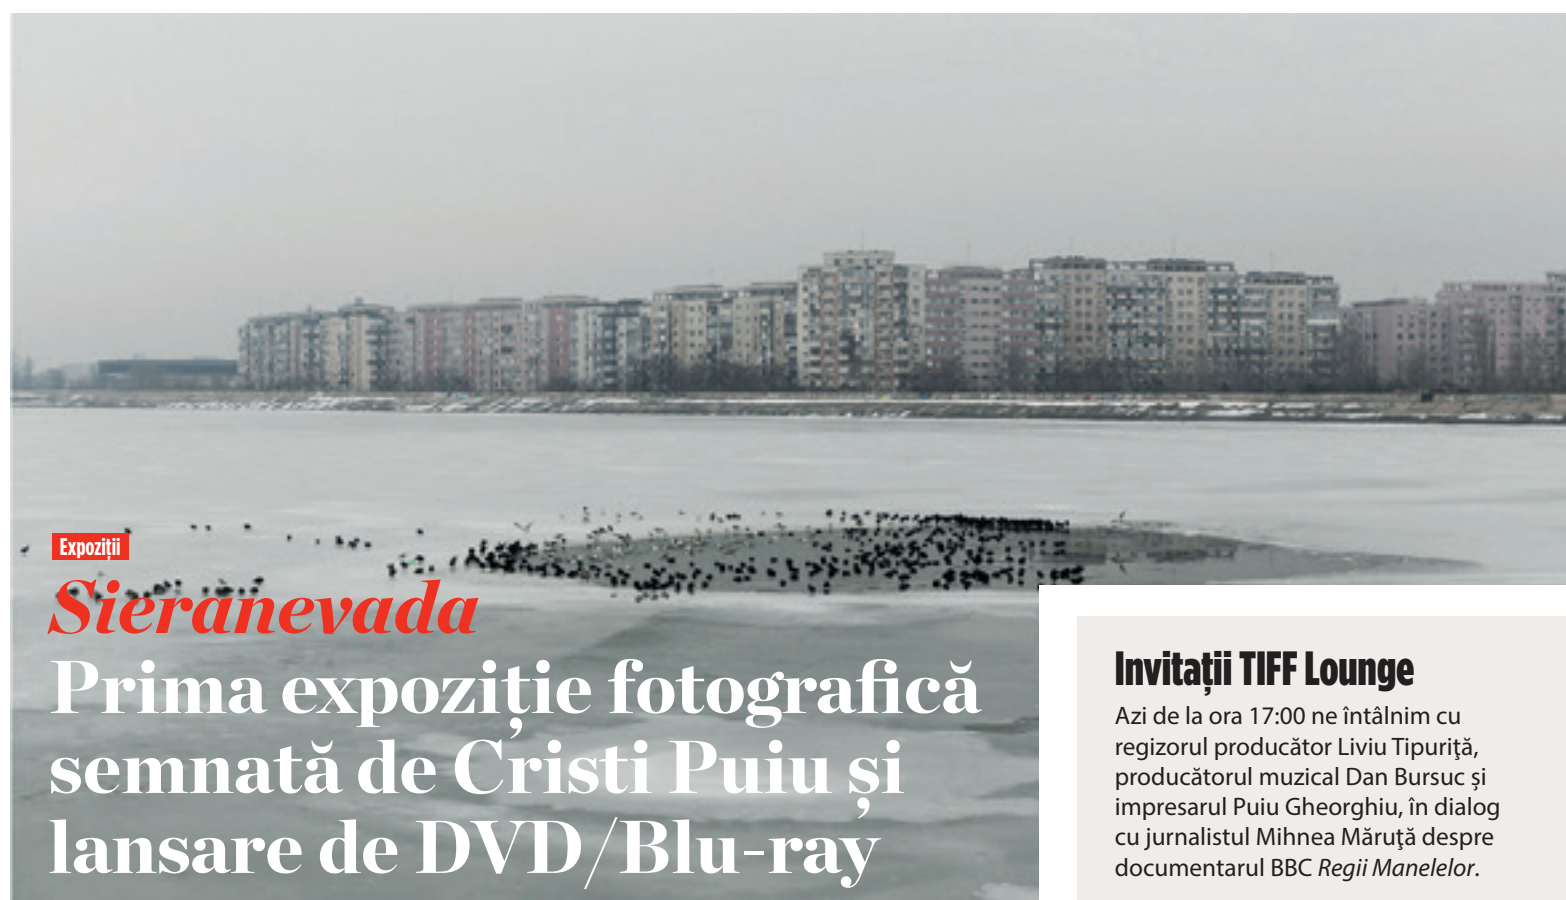 Expoziții
Sieranevada
Prima expoziție fotografică
semnată de Cristi Puiu și
lansare de DVD/Blu-ray
Invitații TIFF Lounge
Azi de la ora 17:00 ne întâlnim cu
regizorul producător Liviu Tipuriţă,
producătorul muzical Dan Bursuc și
impresarul Puiu Gheorghiu, în dialog
cu jurnalistul Mihnea Măruţă despre
documentarul BBC Regii Manelelor.